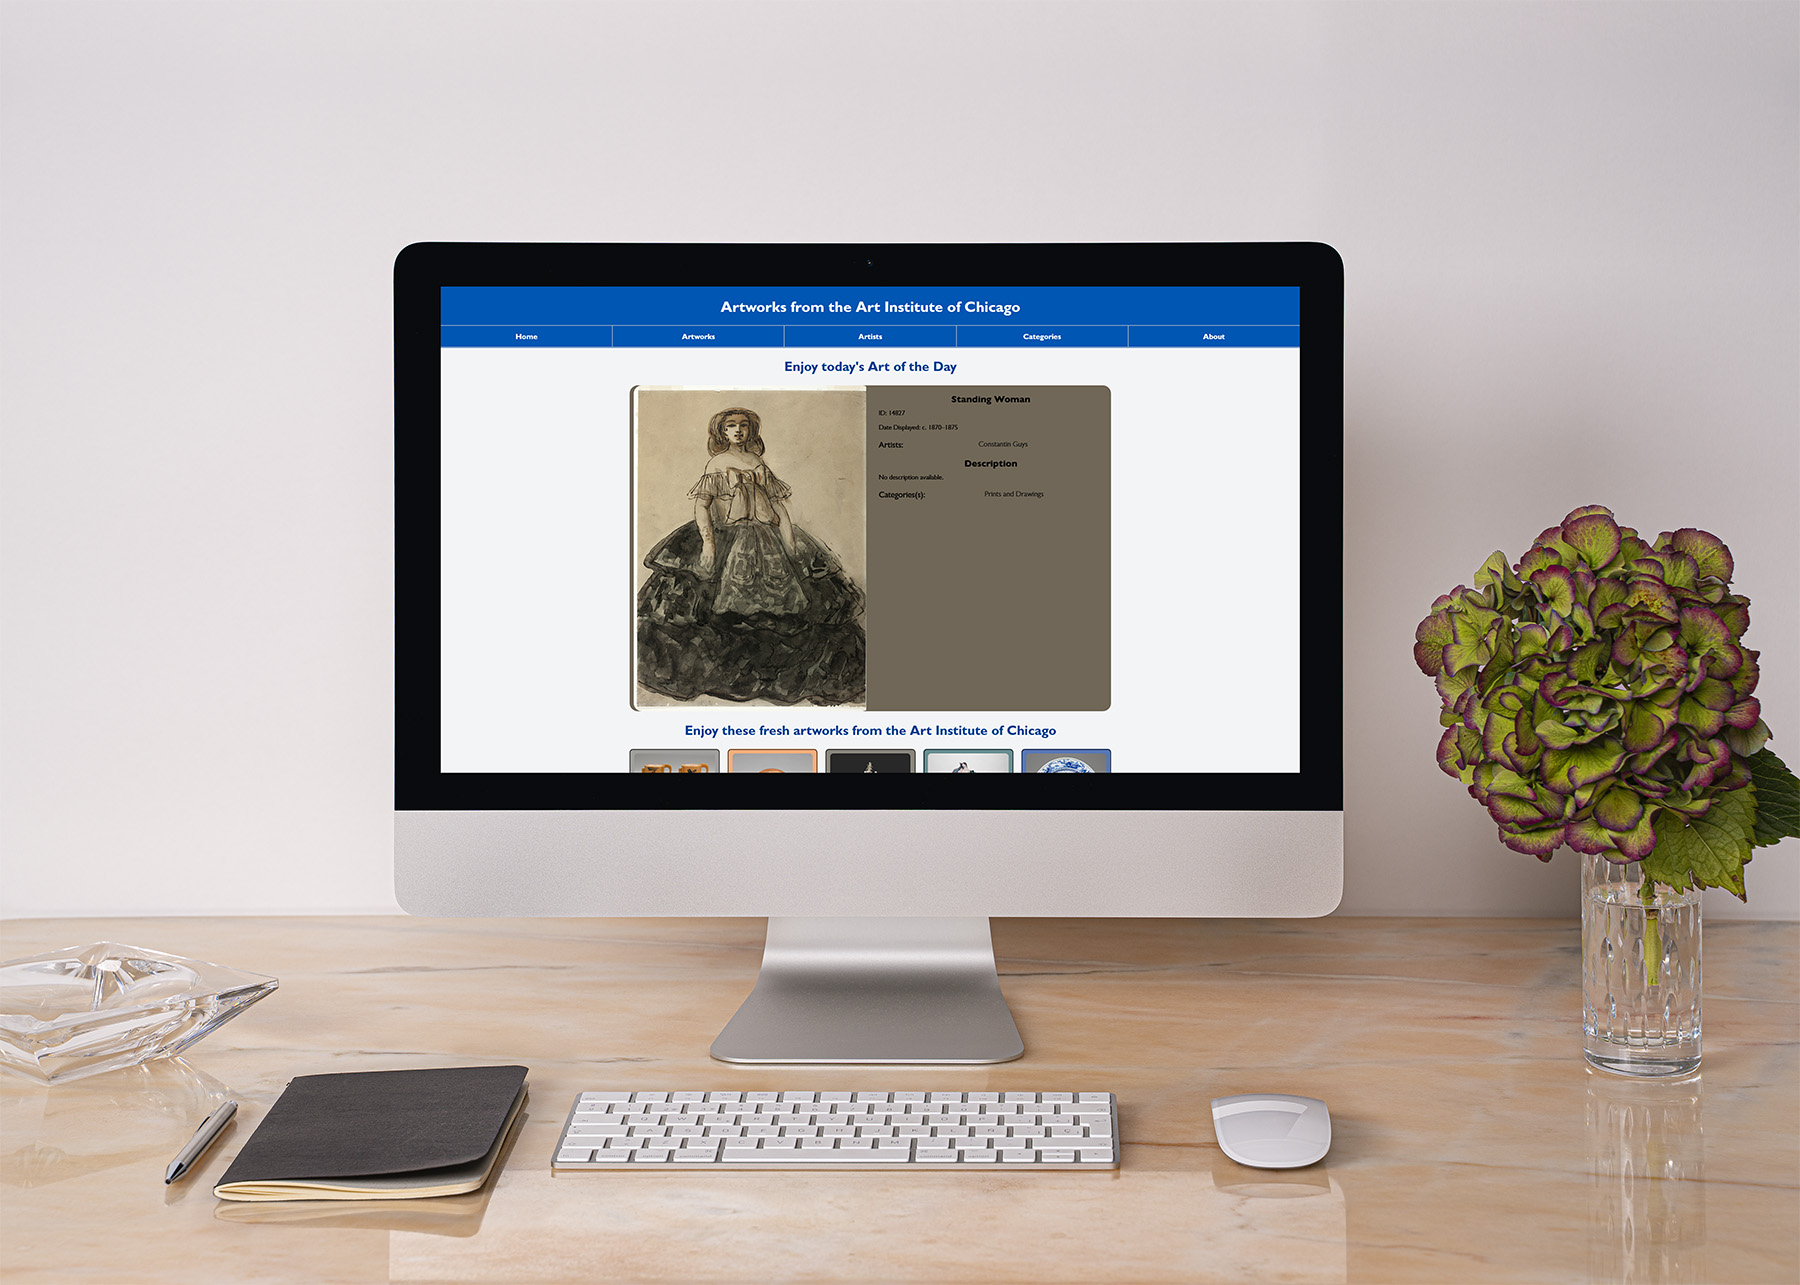 Artworks from the Art Institute of Chicago
Home Artworks Artists Categories About
Enjoy today's Art of the Day
Standing Woman
ID: 14827
Date Displayed: c. 1870–1875
Artists: Constantin Guys
Description
No description available.
Categories(s): Prints and Drawings
Enjoy these fresh artworks from the Art Institute of Chicago